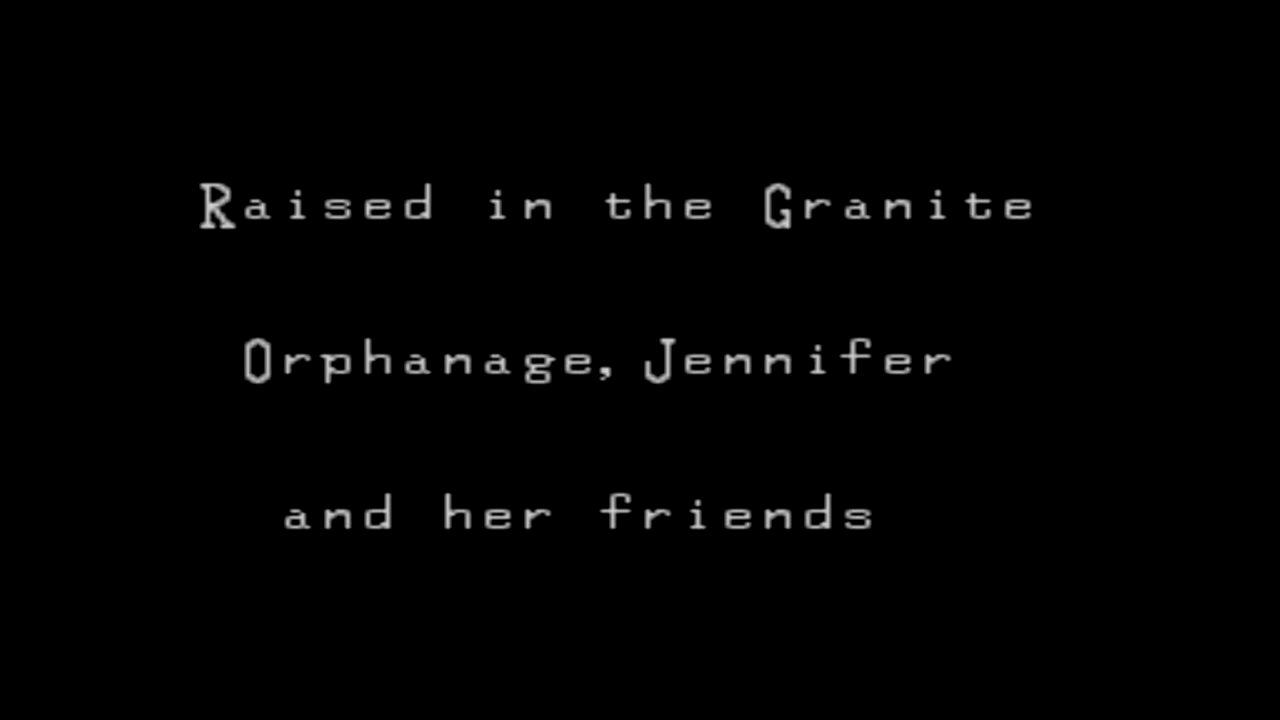 Raised in the Granite
Orphanage, Jennifer
and her friends